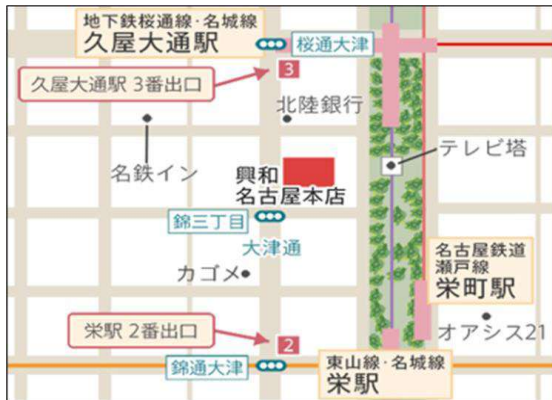 地下鉄桜通線・名城線
久屋大通駅
桜通大津
3
久屋大通駅 3番出口
北陸銀行
名鉄イン
テレビ塔
興和
名古屋本店
錦三丁目
大津通
カゴメ
名古屋鉄道
瀬戸線
栄町駅
栄駅 2番出口
2
オアシス21
錦通大津
東山線・名城線
栄駅